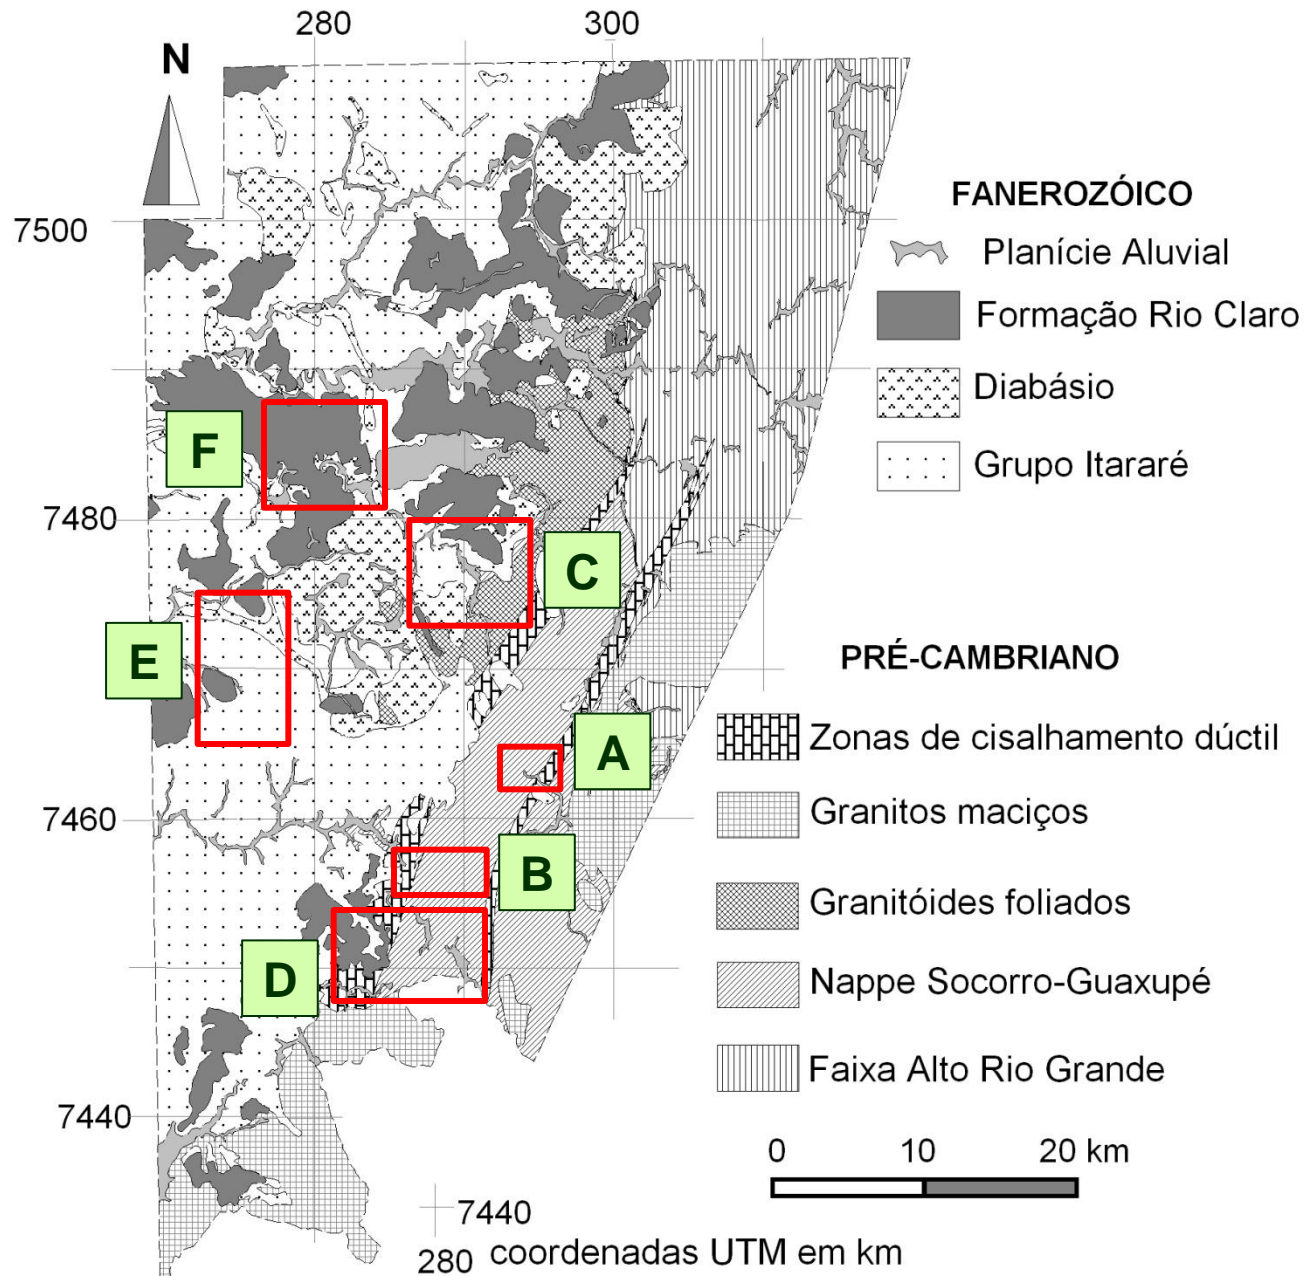 280
300
N
7500
FANEROZÓICO
Planície Aluvial
Formação Rio Claro
Diabásio
Grupo Itararé
F
7480
C
E
PRÉ-CAMBRIANO
Zonas de cisalhamento dúctil
A
7460
Granitos maciços
B
Granitóides foliados
D
Nappe Socorro-Guaxupé
Faixa Alto Rio Grande
7440
0 10 20 km
7440
280 coordenadas UTM em km